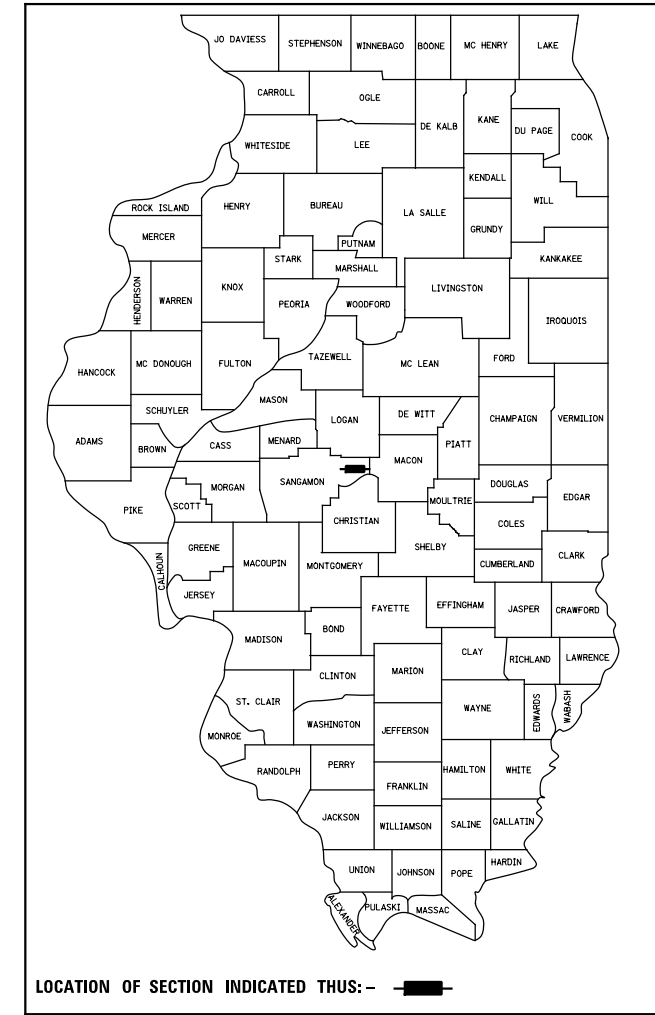 JO DAVIESS
STEPHENSON
WINNEBAGO
BOONE
MC HENRY
LAKE
CARROLL
OGLE
DE KALB
KANE
DU PAGE
COOK
WHITESIDE
LEE
KENDALL
WILL
ROCK ISLAND
HENRY
BUREAU
LA SALLE
GRUNDY
MERCER
PUTNAM
STARK
MARSHALL
KANKAKEE
HENDERSON
WARREN
KNOX
PEORIA
WOODFORD
LIVINGSTON
IROQUOIS
HANCOCK
MC DONOUGH
FULTON
TAZEWELL
MC LEAN
FORD
MASON
SCHUYLER
LOGAN
DE WITT
CHAMPAIGN
VERMILION
ADAMS
BROWN
CASS
MENARD
PIATT
MACON
SANGAMON
MORGAN
SCOTT
PIKE
CHRISTIAN
MOULTRIE
DOUGLAS
EDGAR
COLES
GREENE
MACOUPIN
MONTGOMERY
SHELBY
CUMBERLAND
CLARK
CALHOUN
JERSEY
FAYETTE
EFFINGHAM
JASPER
CRAWFORD
MADISON
BOND
CLAY
RICHLAND
LAWRENCE
CLINTON
MARION
ST. CLAIR
WAYNE
EDWARDS
WABASH
WASHINGTON
JEFFERSON
MONROE
RANDOLPH
PERRY
HAMILTON
WHITE
FRANKLIN
JACKSON
WILLIAMSON
SALINE
GALLATIN
UNION
JOHNSON
POPE
HARDIN
ALEXANDER
PULASKI
MASSAC
LOCATION OF SECTION INDICATED THUS:-